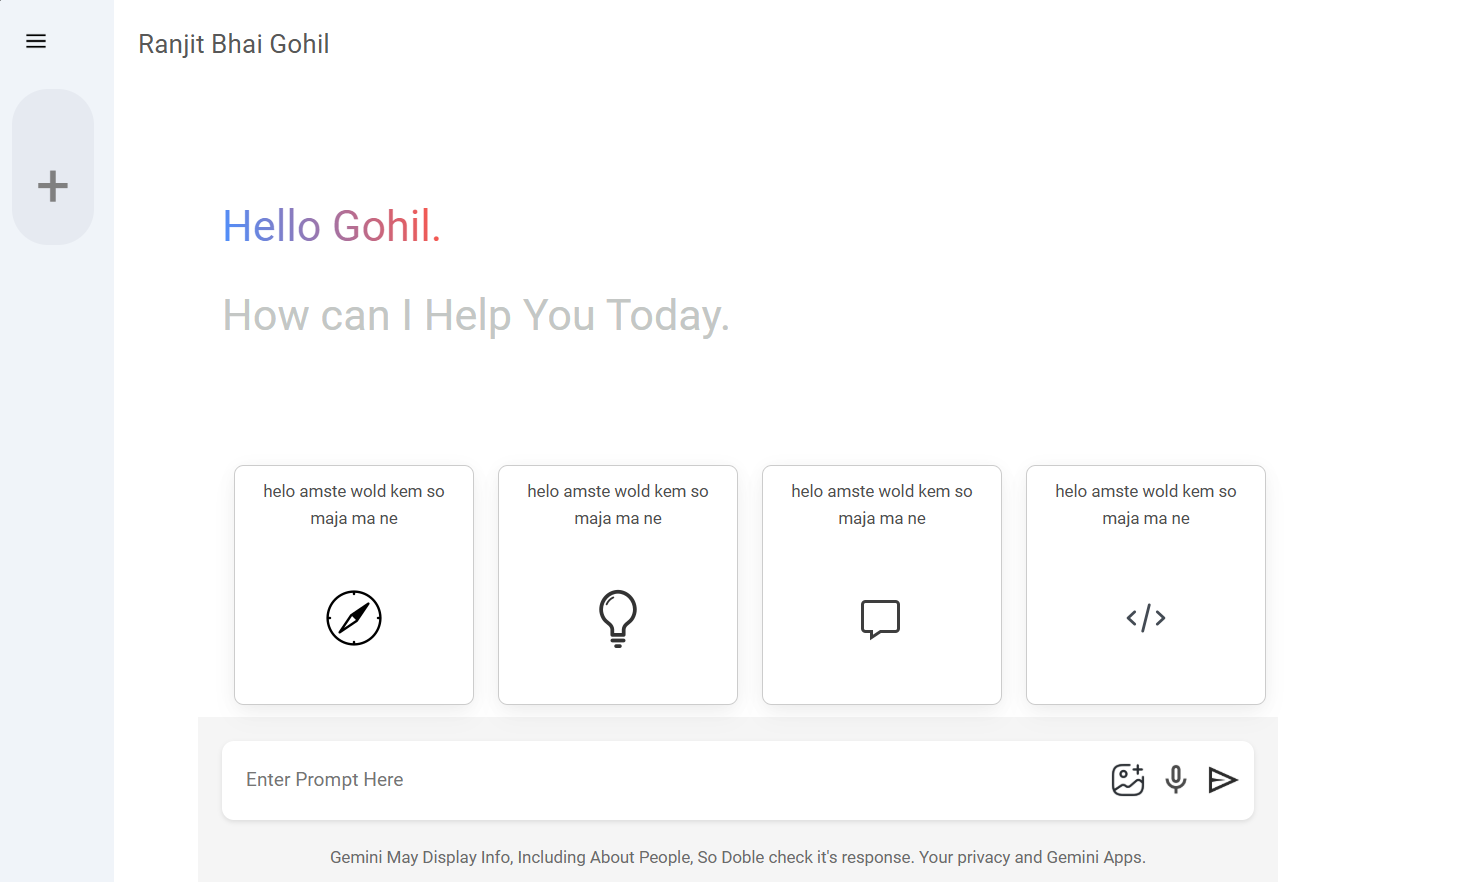 Ranjit Bhai Gohil
Hello Gohil.
How can I Help You Today.
helo amste wold kem so
maja ma ne
helo amste wold kem so
maja ma ne
helo amste wold kem so
maja ma ne
helo amste wold kem so
maja ma ne
Enter Prompt Here
Gemini May Display Info, Including About People, So Doble check it's response. Your privacy and Gemini Apps.